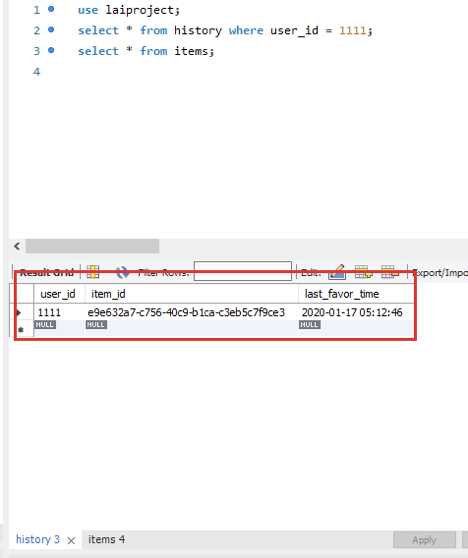 1 use laiproject;
2 select * from history where user_id = 1111;
3 select * from items;
4
Result Grid Filter Rows: Edit: Export/Impo
user_id item_id last_favor_time
1111 e9e632a7-c756-40c9-b1ca-c3eb5c7f9ce3 2020-01-17 05:12:46
NULL NULL NULL
history 3 items 4 Apply